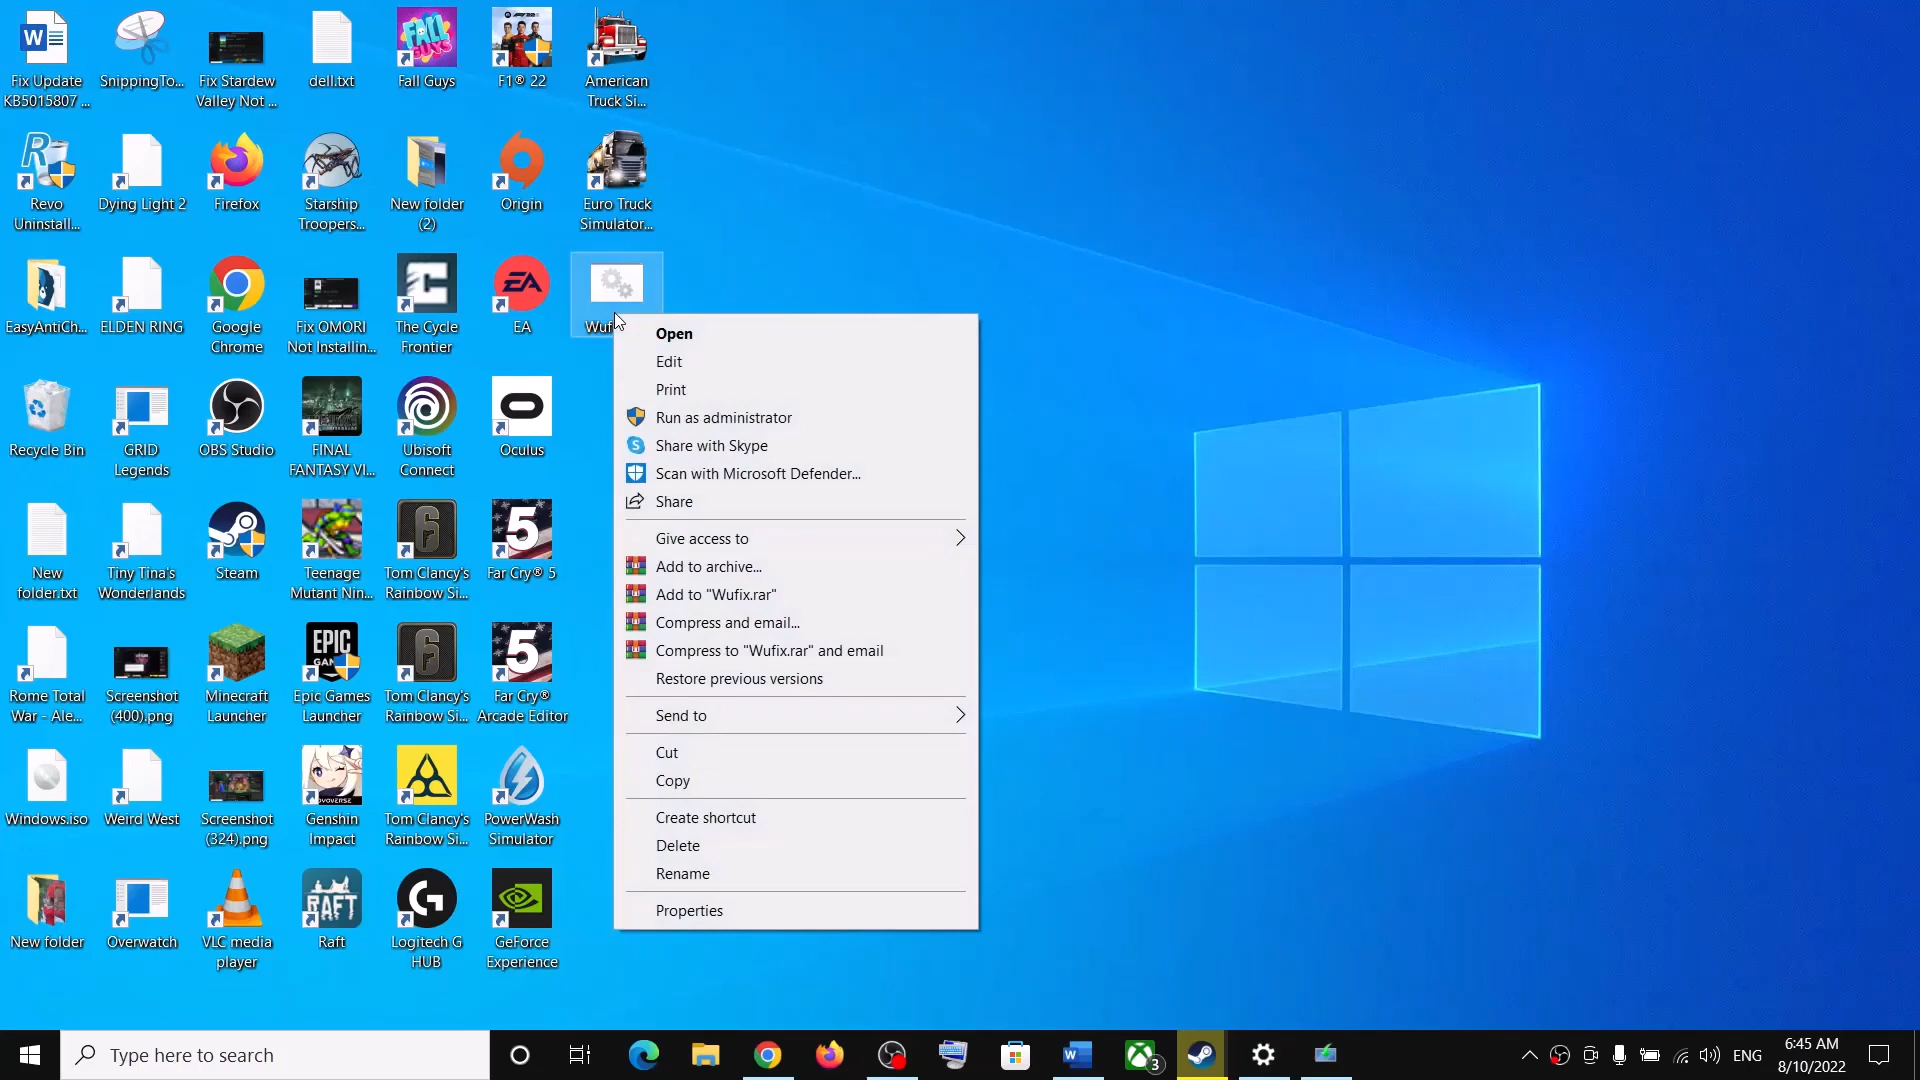 Fix Update
KB5015807 ...
SnippingTo...
Fix Stardew
Valley Not ...
dell.txt
Fall Guys
F1® 22
American
Truck Si...
Revo
Uninstall...
Dying Light 2
Firefox
Starship
Troopers...
New folder
(2)
Origin
Euro Truck
Simulator...
EasyAntiCh...
ELDEN RING
Google
Chrome
Fix OMORI
Not Installin...
The Cycle
Frontier
EA
Open
Edit
Print
Run as administrator
Share with Skype
Scan with Microsoft Defender...
Share
Give access to
Add to archive...
Add to "Wufix.rar"
Compress and email...
Compress to "Wufix.rar" and email
Restore previous versions
Send to
Cut
Copy
Create shortcut
Delete
Rename
Properties
Recycle Bin
GRID
Legends
OBS Studio
FINAL
FANTASY VI...
Ubisoft
Connect
Oculus
New
folder.txt
Tiny Tina's
Wonderlands
Steam
Teenage
Mutant Nin...
Tom Clancy's
Rainbow Si...
Far Cry® 5
Rome Total
War - Ale...
Screenshot
(400).png
Minecraft
Launcher
Epic Games
Launcher
Tom Clancy's
Rainbow Si...
Far Cry®
Arcade Editor
Windows.iso
Weird West
Screenshot
(324).png
Genshin
Impact
Tom Clancy's
Rainbow Si...
PowerWash
Simulator
New folder
Overwatch
VLC media
player
Raft
Logitech G
HUB
GeForce
Experience
Type here to search
3
ENG
6:45 AM
8/10/2022